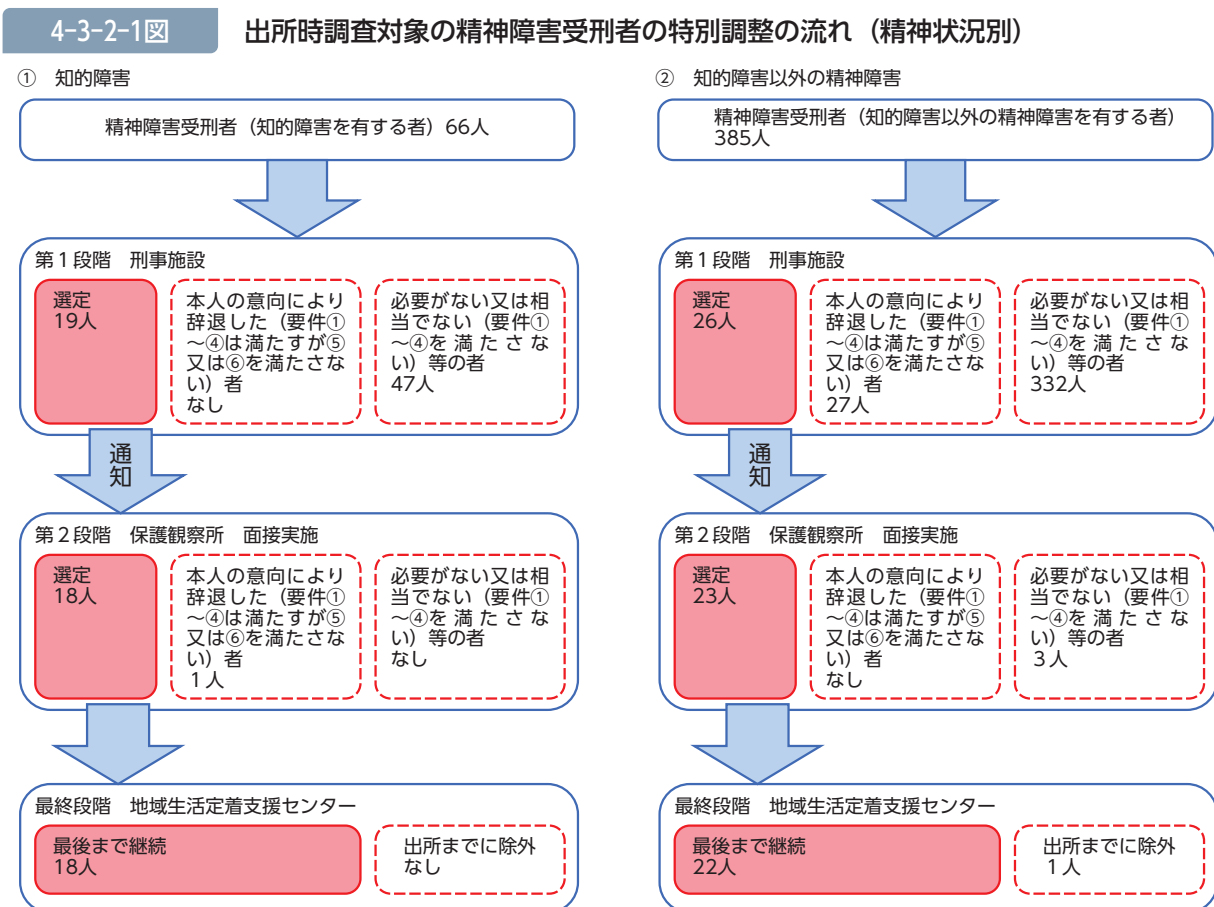 4-3-2-1図
出所時調査対象の精神障害受刑者の特別調整の流れ（精神状況別）
① 知的障害
精神障害受刑者（知的障害を有する者）66人
第１段階　刑事施設
選定
19人
本人の意向により
辞退した（要件①
～④は満たすが⑤
又は⑥を満たさな
い）者
なし
必要がない又は相
当でない（要件①
～④を満たさな
い）等の者
47人
通
知
第２段階　保護観察所　面接実施
選定
18人
本人の意向により
辞退した（要件①
～④は満たすが⑤
又は⑥を満たさな
い）者
１人
必要がない又は相
当でない（要件①
～④を満たさな
い）等の者
なし
最終段階　地域生活定着支援センター
最後まで継続
18人
出所までに除外
なし
② 知的障害以外の精神障害
精神障害受刑者（知的障害以外の精神障害を有する者）
385人
第１段階　刑事施設
選定
26人
本人の意向により
辞退した（要件①
～④は満たすが⑤
又は⑥を満たさな
い）者
27人
必要がない又は相
当でない（要件①
～④を満たさな
い）等の者
332人
通
知
第２段階　保護観察所　面接実施
選定
23人
本人の意向により
辞退した（要件①
～④は満たすが⑤
又は⑥を満たさな
い）者
なし
必要がない又は相
当でない（要件①
～④を満たさな
い）等の者
３人
最終段階　地域生活定着支援センター
最後まで継続
22人
出所までに除外
１人